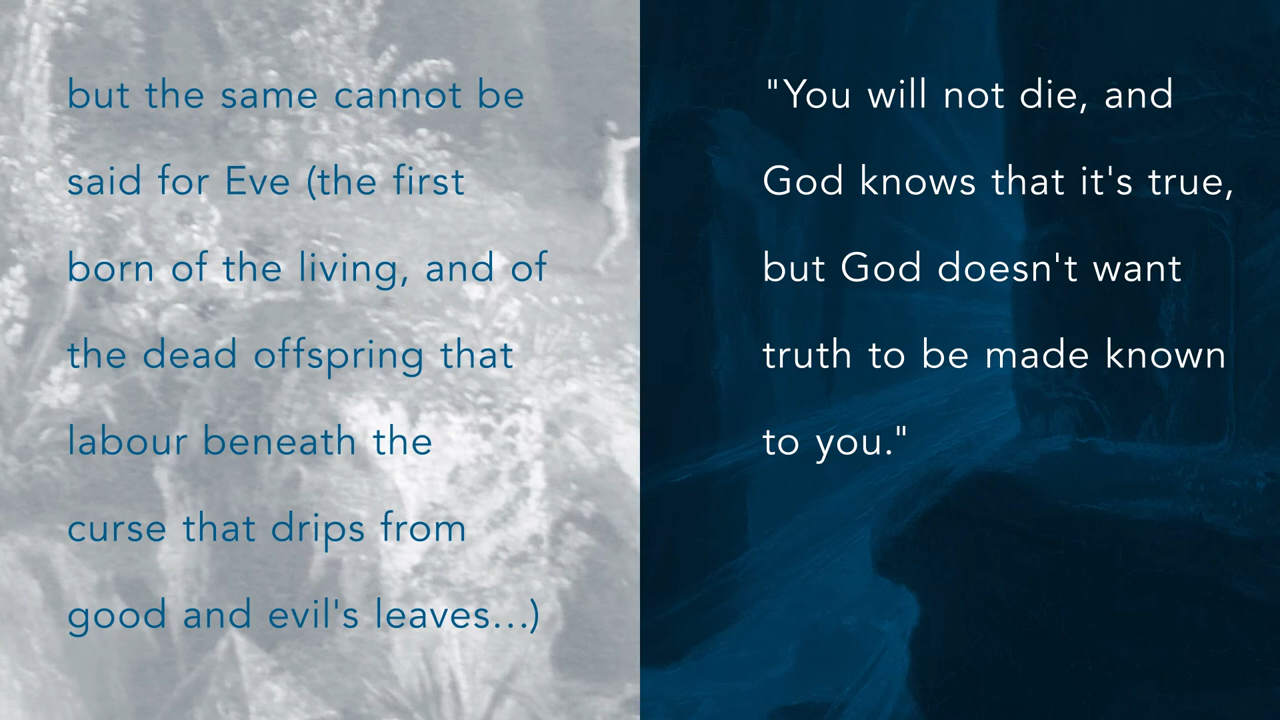 but the same cannot be
said for Eve (the first
born of the living, and of
the dead offspring that
labour beneath the
curse that drips from
good and evil's leaves...)
"You will not die, and
God knows that it's true,
but God doesn't want
truth to be made known
to you."